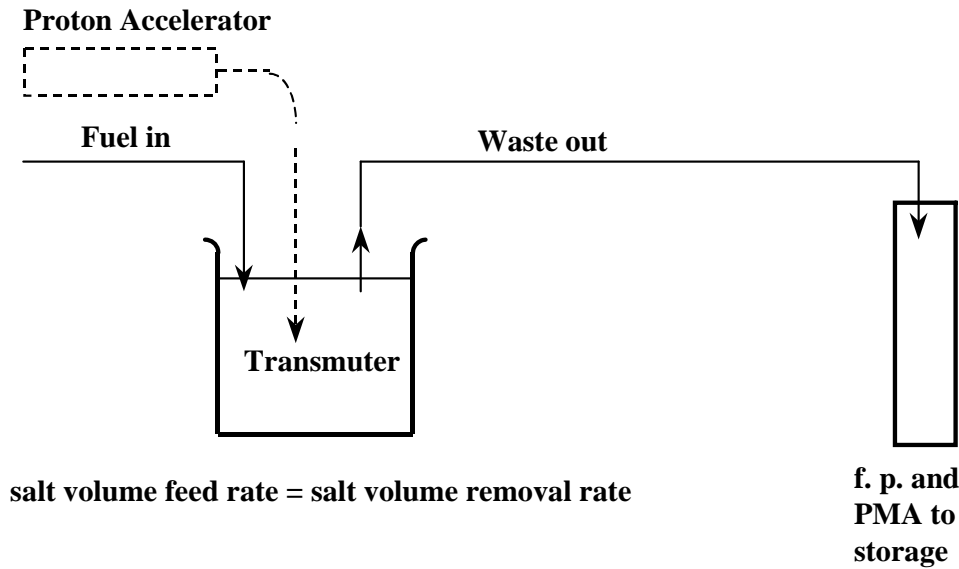 Proton Accelerator
Fuel in
Waste out
Transmuter
salt volume feed rate = salt volume removal rate
f. p. and
PMA to
storage